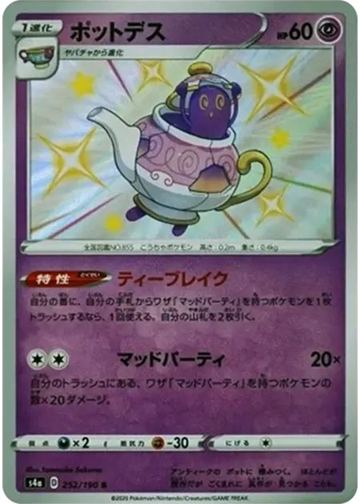 1進化
ポットデス
HP60
ヤバチャから進化
全国図鑑NO.855 こうちゃポケモン 高さ:0.2m 重さ:0.4kg
特性 とくせい ティーブレイク
自分の番に、自分の手札からワザ「マッドパーティ」を持つポケモンを1枚
トラッシュするなら、1回使える。自分の山札を2枚引く。
マッドパーティ 20×
自分のトラッシュにある、ワザ「マッドパーティ」を持つポケモンの
数×20ダメージ。
弱点 ×2 抵抗力 -30 にげる
s4a D 252/190 S
©2020 Pokémon/Nintendo/Creatures/GAME FREAK.